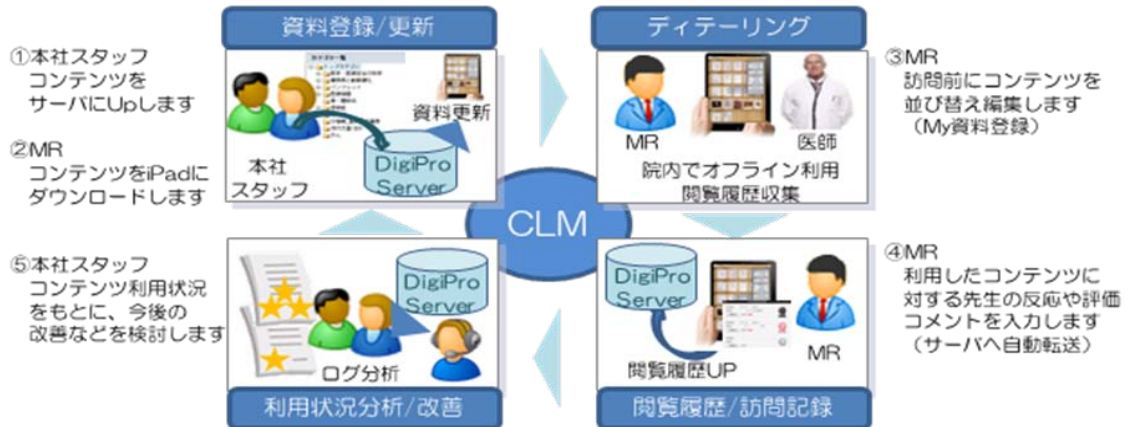 資料登録/更新
①本社スタッフ
コンテンツを
サーバにUpします
②MR
コンテンツをiPadに
ダウンロードします
資料更新
本社
スタッフ
DigiPro
Server
ディテーリング
MR
医師
院内でオフライン利用
閲覧履歴収集
③MR
訪問前にコンテンツを
並び替え編集します
（My資料登録）
CLM
⑤本社スタッフ
コンテンツ利用状況
をもとに、今後の
改善などを検討します
DigiPro
Server
ログ分析
利用状況分析/改善
DigiPro
Server
MR
閲覧履歴UP
閲覧履歴/訪問記録
④MR
利用したコンテンツに
対する先生の反応や評価
コメントを入力します
（サーバへ自動転送）